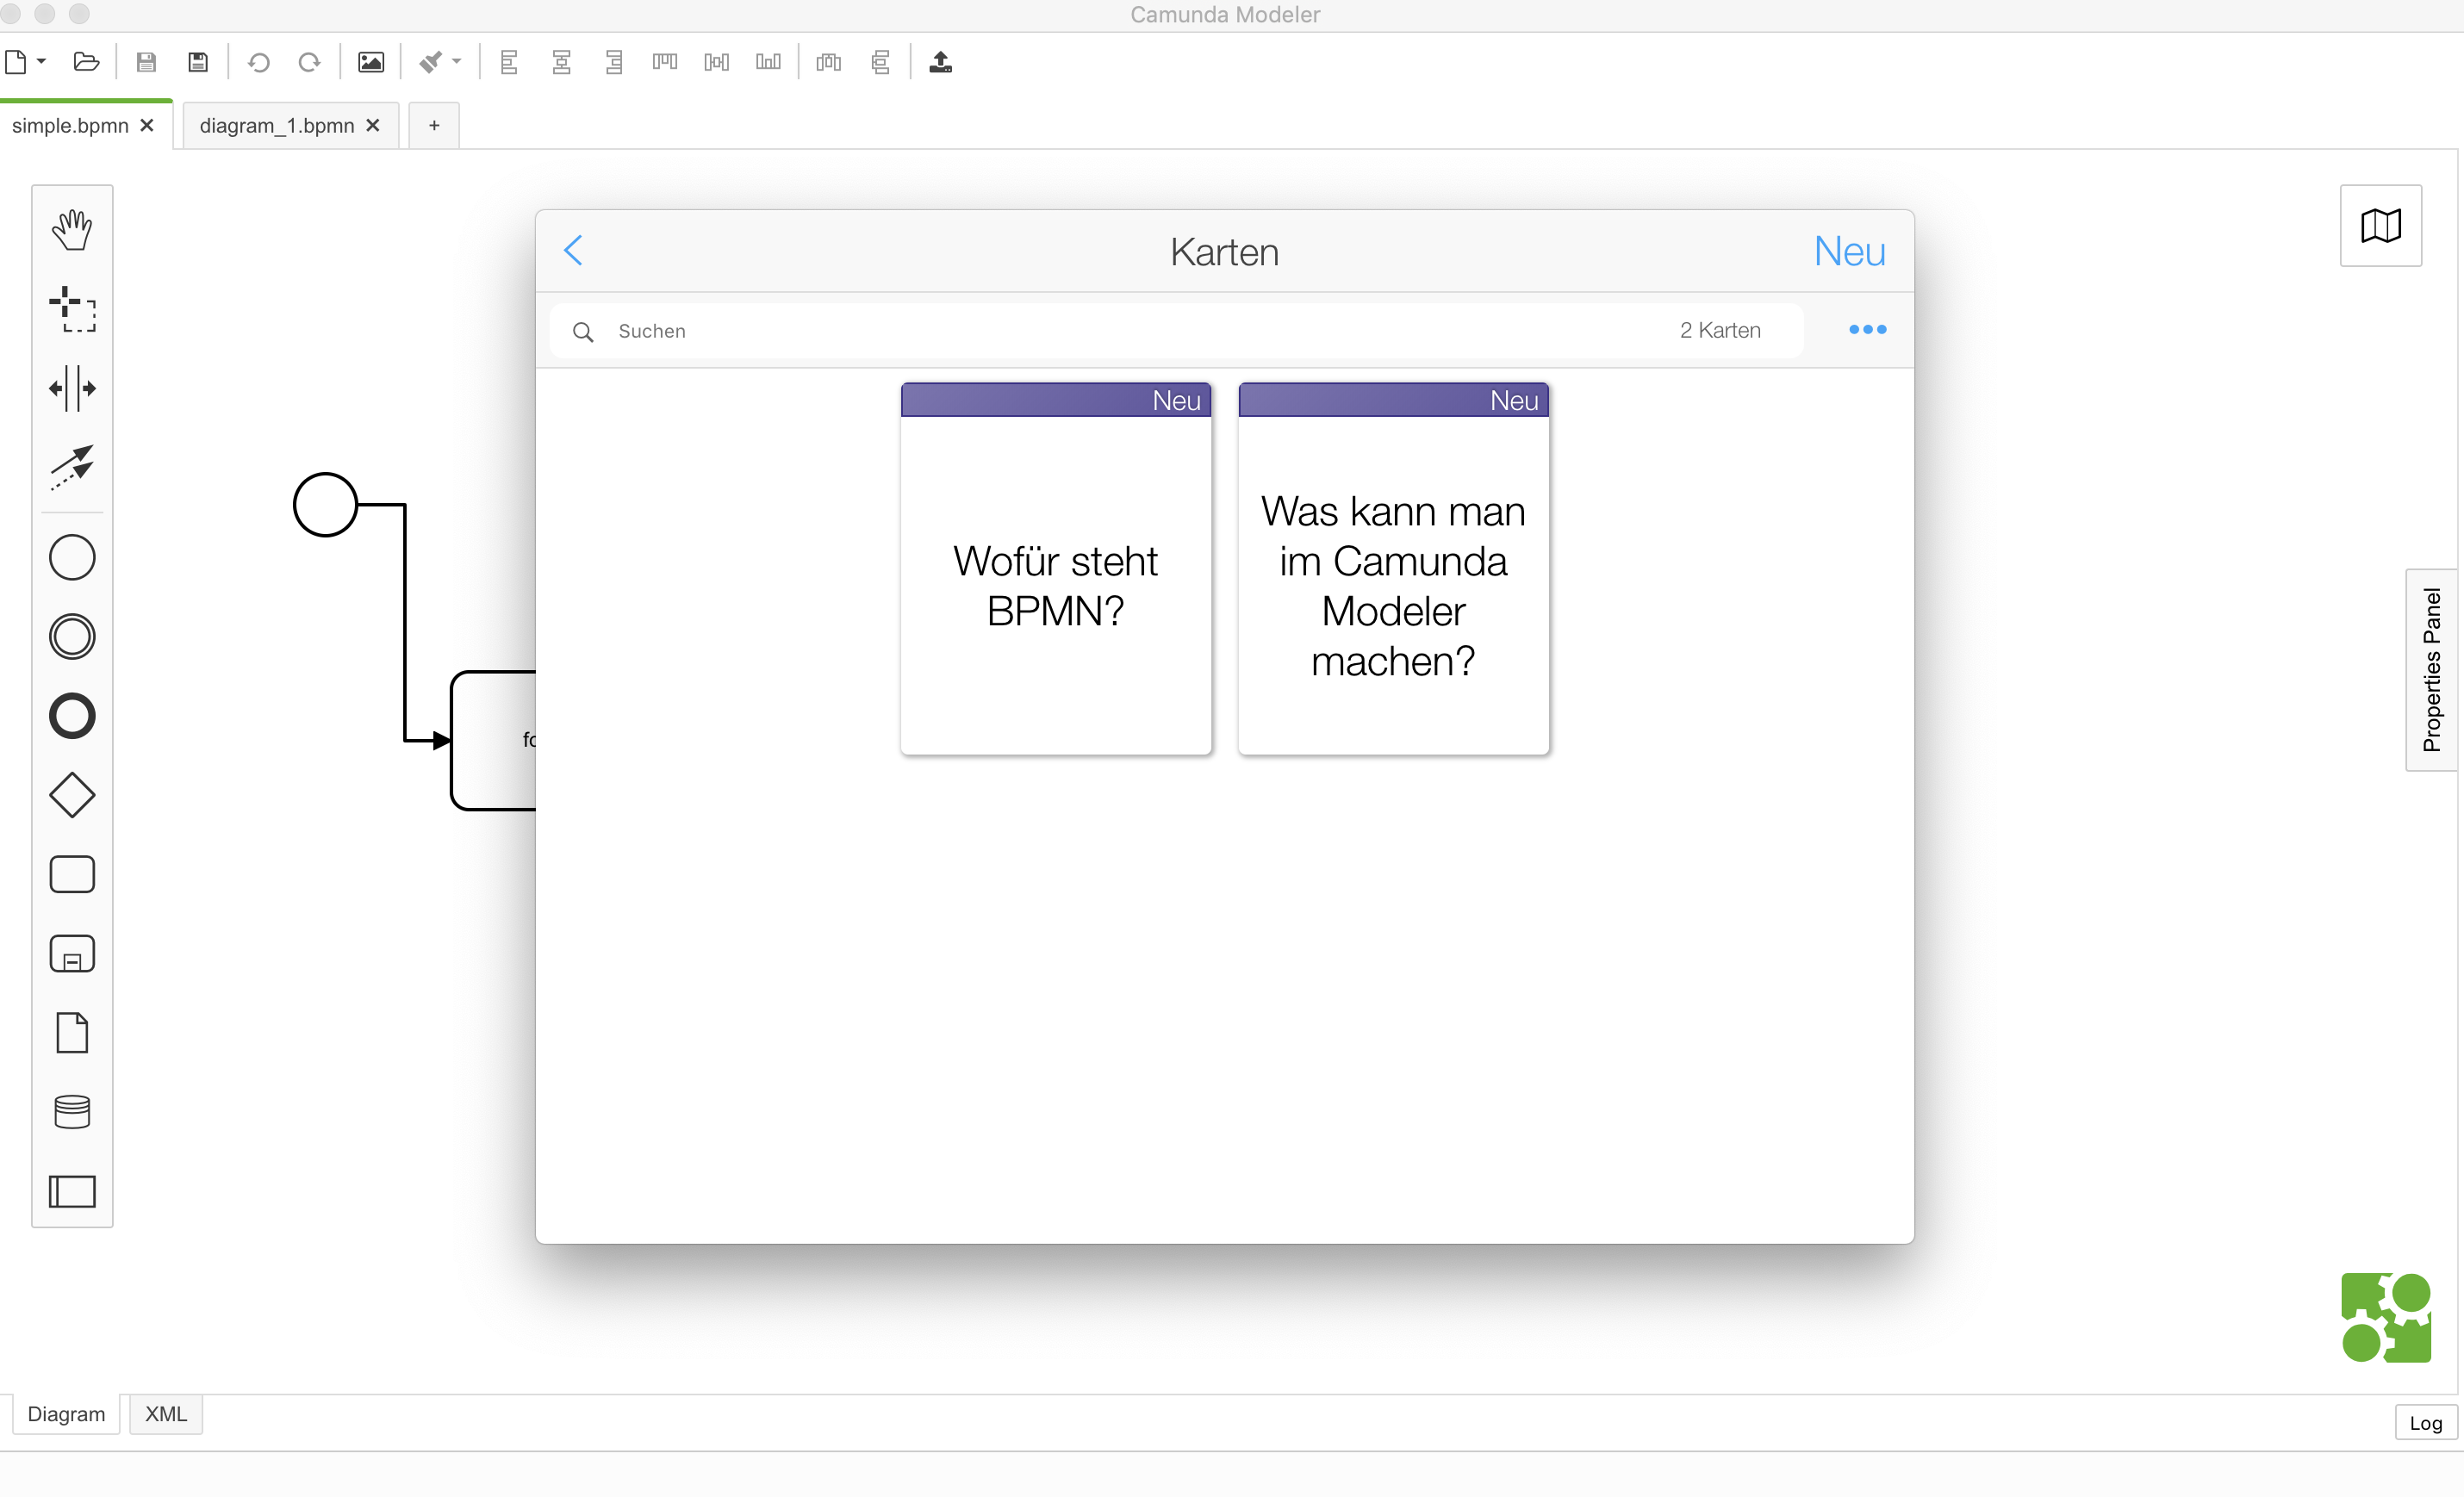 Camunda Modeler
simple.bpmn
diagram_1.bpmn
+
Karten
Neu
Suchen
2 Karten
Neu
Wofür steht
BPMN?
Neu
Was kann man
im Camunda
Modeler
machen?
Properties Panel
Diagram
XML
Log